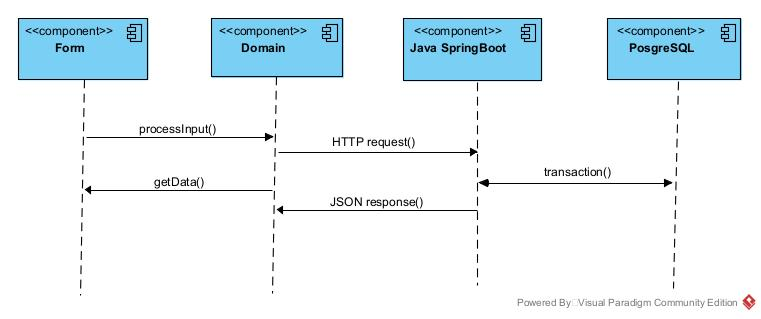 <<component>>
Form
<<component>>
Domain
<<component>>
Java SpringBoot
<<component>>
PosgreSQL
processInput()
HTTP request()
transaction()
getData()
JSON response()
Powered By□Visual Paradigm Community Edition